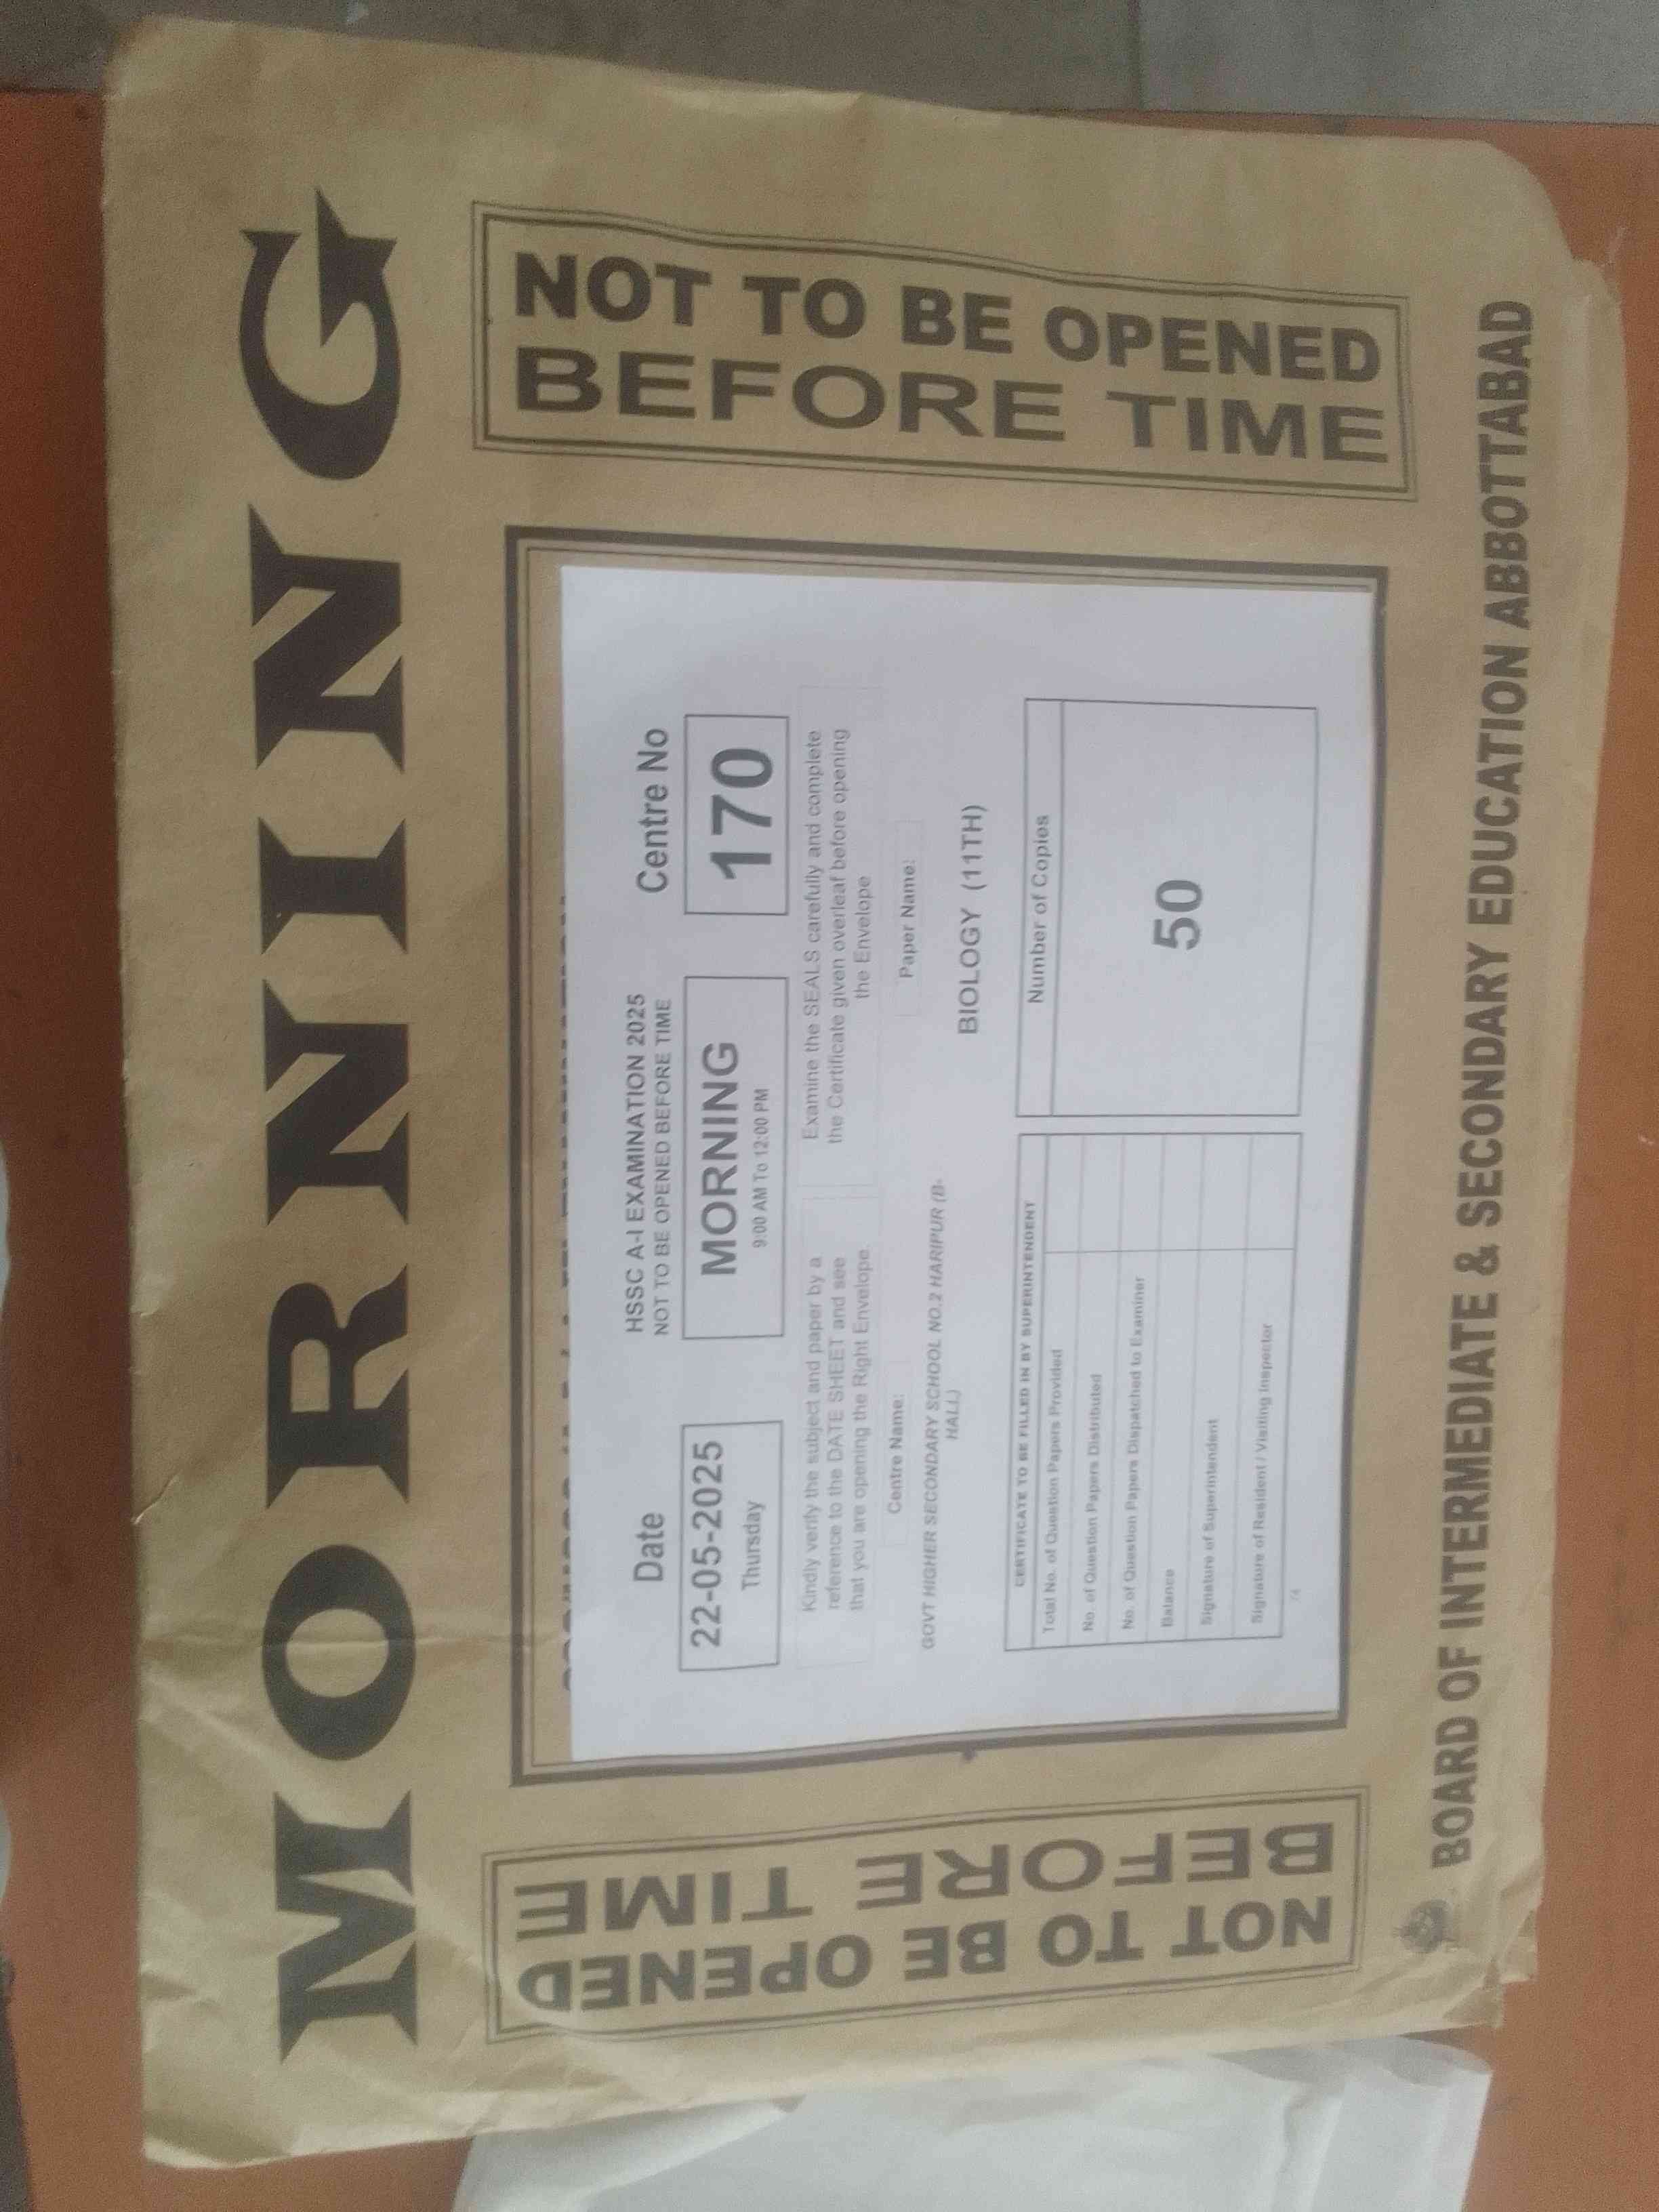 MORNING
NOT TO BE OPENED
BEFORE TIME
NOT TO BE OPENED
BEFORE TIME
HSSC A-I EXAMINATION 2025
NOT TO BE OPENED BEFORE TIME
Date
Centre No
22-05-2025
Thursday
MORNING
9:00 AM To 12:00 PM
170
Kindly verify the subject and paper by a
reference to the DATE SHEET and see
that you are opening the Right Envelope.
Examine the SEALS carefully and complete
the Certificate given overleaf before opening
the Envelope
Centre Name:
GOVT HIGHER SECONDARY SCHOOL NO.2 HARIPUR (B-
HALL)
Paper Name:
BIOLOGY (11TH)
CERTIFICATE TO BE FILLED IN BY SUPERINTENDENT
Total No. of Question Papers Provided
No. of Question Papers Distributed
No. of Question Papers Dispatched to Examiner
Balance
Signature of Superintendent
Signature of Resident / Visiting Inspector
Number of Copies
50
BOARD OF INTERMEDIATE & SECONDARY EDUCATION ABBOTTABAD